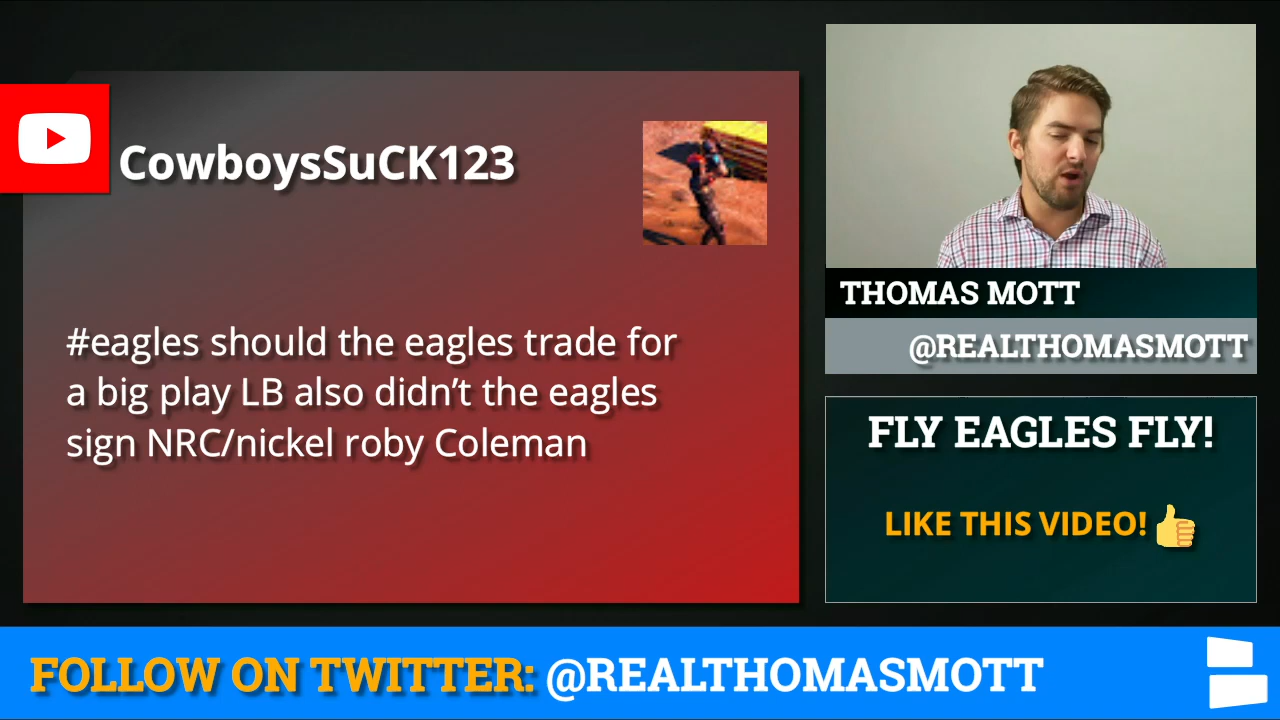 CowboysSuCK123
#eagles should the eagles trade for
a big play LB also didn’t the eagles
sign NRC/nickel roby Coleman
THOMAS MOTT
@REALTHOMASMOTT
FLY EAGLES FLY!
LIKE THIS VIDEO!
FOLLOW ON TWITTER: @REALTHOMASMOTT